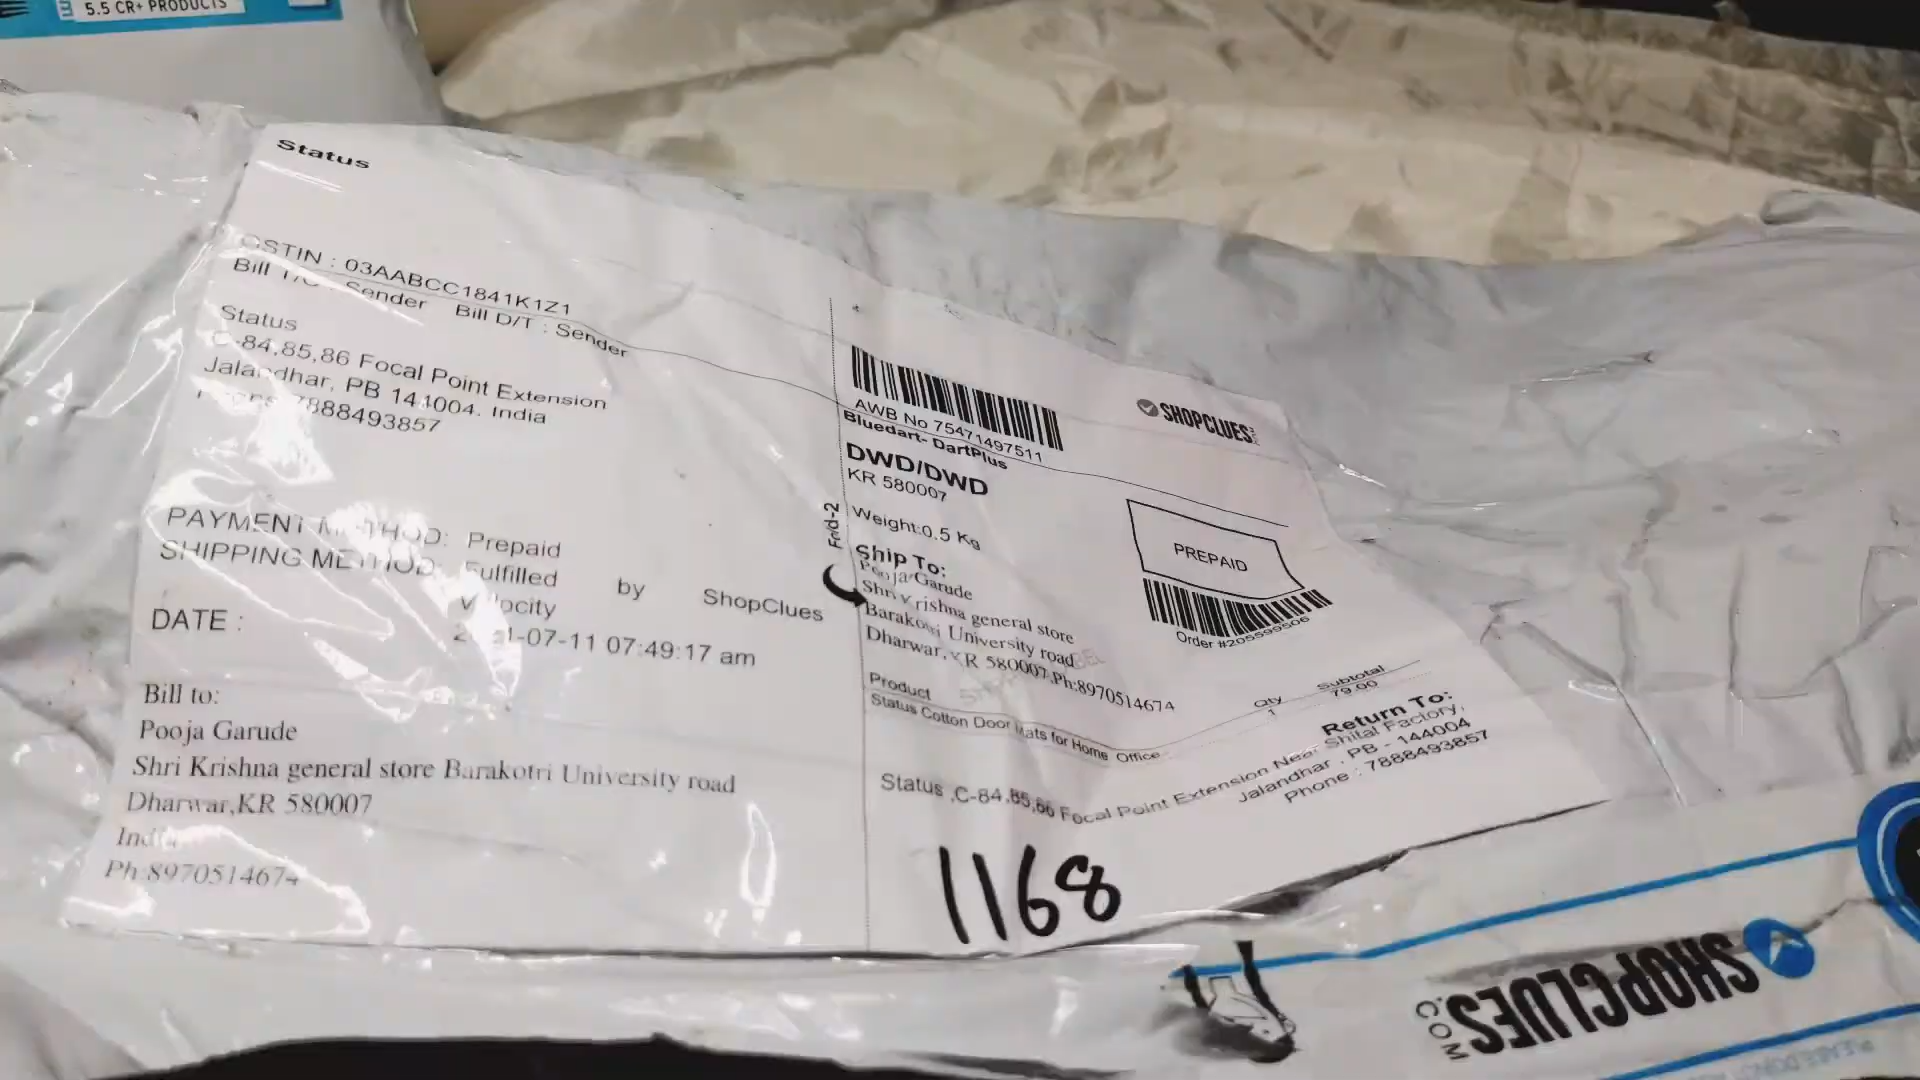 5.5 CR+ PRODUCTS
Status
GSTIN : 03AABCC1841K1Z1
Bill T/C : Sender Bill D/T : Sender
Status
C-84,85,86 Focal Point Extension
Jalandhar, PB 144004. India
7888493857
PAYMENT METHOD: Prepaid
SHIPPING METHOD: Fulfilled by ShopClues
Velocity
DATE : 07-11 07:49:17 am
Bill to:
Pooja Garude
Shri Krishna general store Barakotri University road
Dharwar,KR 580007
India
Ph:8970514674
AWB No 75471497511
Bluedart- DartPlus
SHOPCLUES
DWD/DWD
KR 580007
Weight:0.5 Kg
PREPAID
Fwd-2
Ship To:
Pooja Garude
Shri Krishna general store
Barakotri University road
Dharwar,KR 580007,Ph:8970514674
Order #205599506
Product Qty Subtotal
Status Cotton Door Mats for Home Office 1 79.00
Return To:
Status ,C-84,85,86 Focal Point Extension Near Shital Factory,
Jalandhar , PB - 144004
Phone : 7888493857
1168
SHOPCLUES
.COM